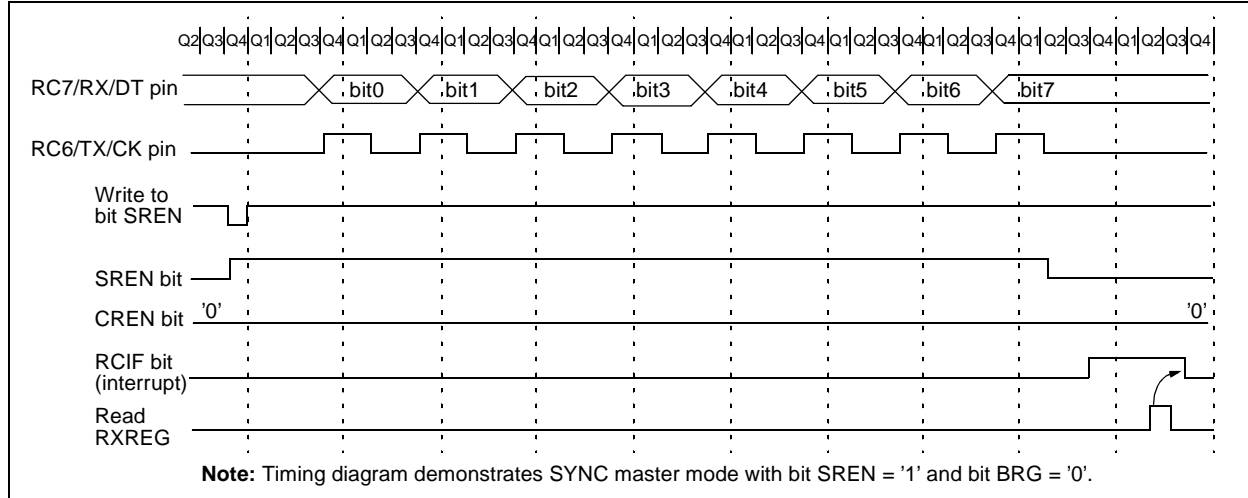 Q2 Q3 Q4 Q1 Q2 Q3 Q4 Q1 Q2 Q3 Q4 Q1 Q2 Q3 Q4 Q1 Q2 Q3 Q4 Q1 Q2 Q3 Q4 Q1 Q2 Q3 Q4 Q1 Q2 Q3 Q4 Q1 Q2 Q3 Q4 Q1 Q2 Q3 Q4 Q1 Q2 Q3 Q4
RC7/RX/DT pin bit0 bit1 bit2 bit3 bit4 bit5 bit6 bit7
RC6/TX/CK pin
Write to
bit SREN
SREN bit
CREN bit '0' '0'
RCIF bit
(interrupt)
Read
RXREG
Note: Timing diagram demonstrates SYNC master mode with bit SREN = '1' and bit BRG = '0'.